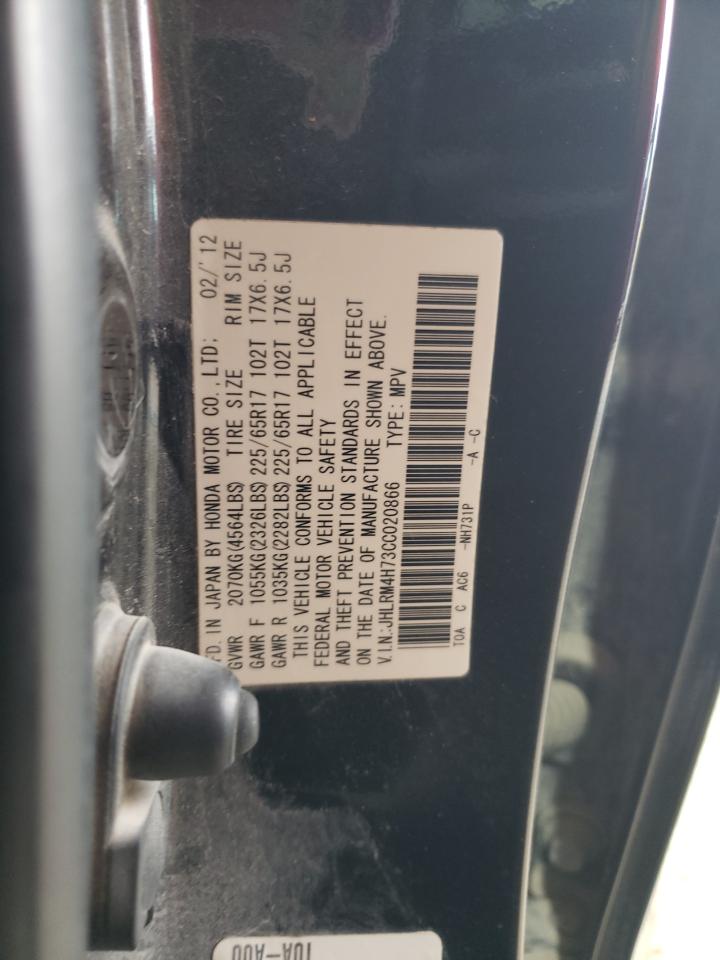 FD. IN JAPAN BY HONDA MOTOR CO., LTD; 02/'12
GVWR 2070KG(4564LBS) TIRE SIZE RIM SIZE
GAWR F 1055KG(2326LBS) 225/65R17 102T 17X6.5J
GAWR R 1035KG(2282LBS) 225/65R17 102T 17X6.5J
THIS VEHICLE CONFORMS TO ALL APPLICABLE
FEDERAL MOTOR VEHICLE SAFETY
AND THEFT PREVENTION STANDARDS IN EFFECT
ON THE DATE OF MANUFACTURE SHOWN ABOVE.
V.I.N:JHLRM4H73CC020866 TYPE: MPV
T0A C AC6 -NH731P -A -C
10A-A00